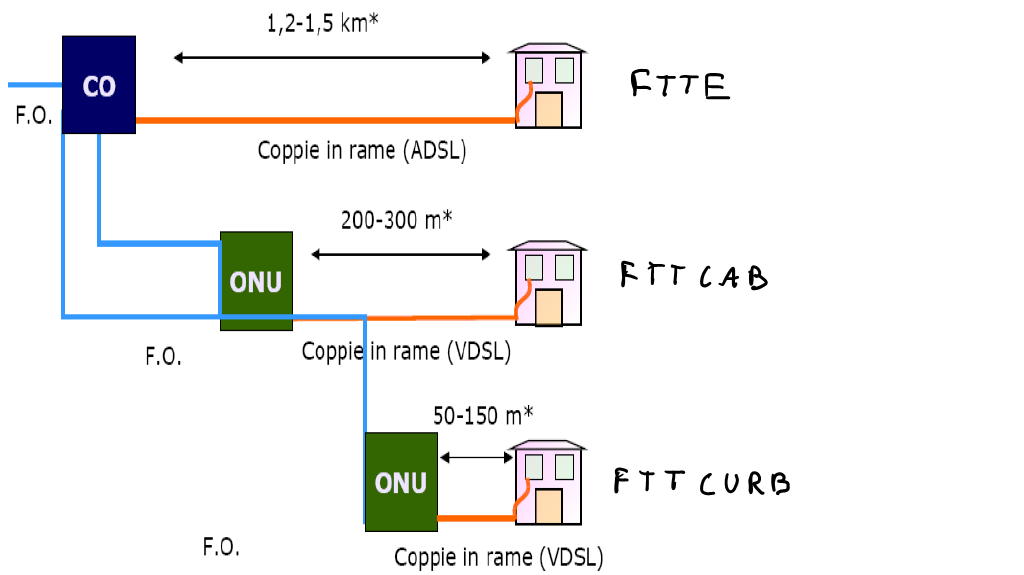 1,2-1,5 km*
CO
FTTE
F.O.
Coppie in rame (ADSL)
200-300 m*
ONU
FTTCAB
Coppie in rame (VDSL)
F.O.
50-150 m*
ONU
FTTCURB
F.O.
Coppie in rame (VDSL)